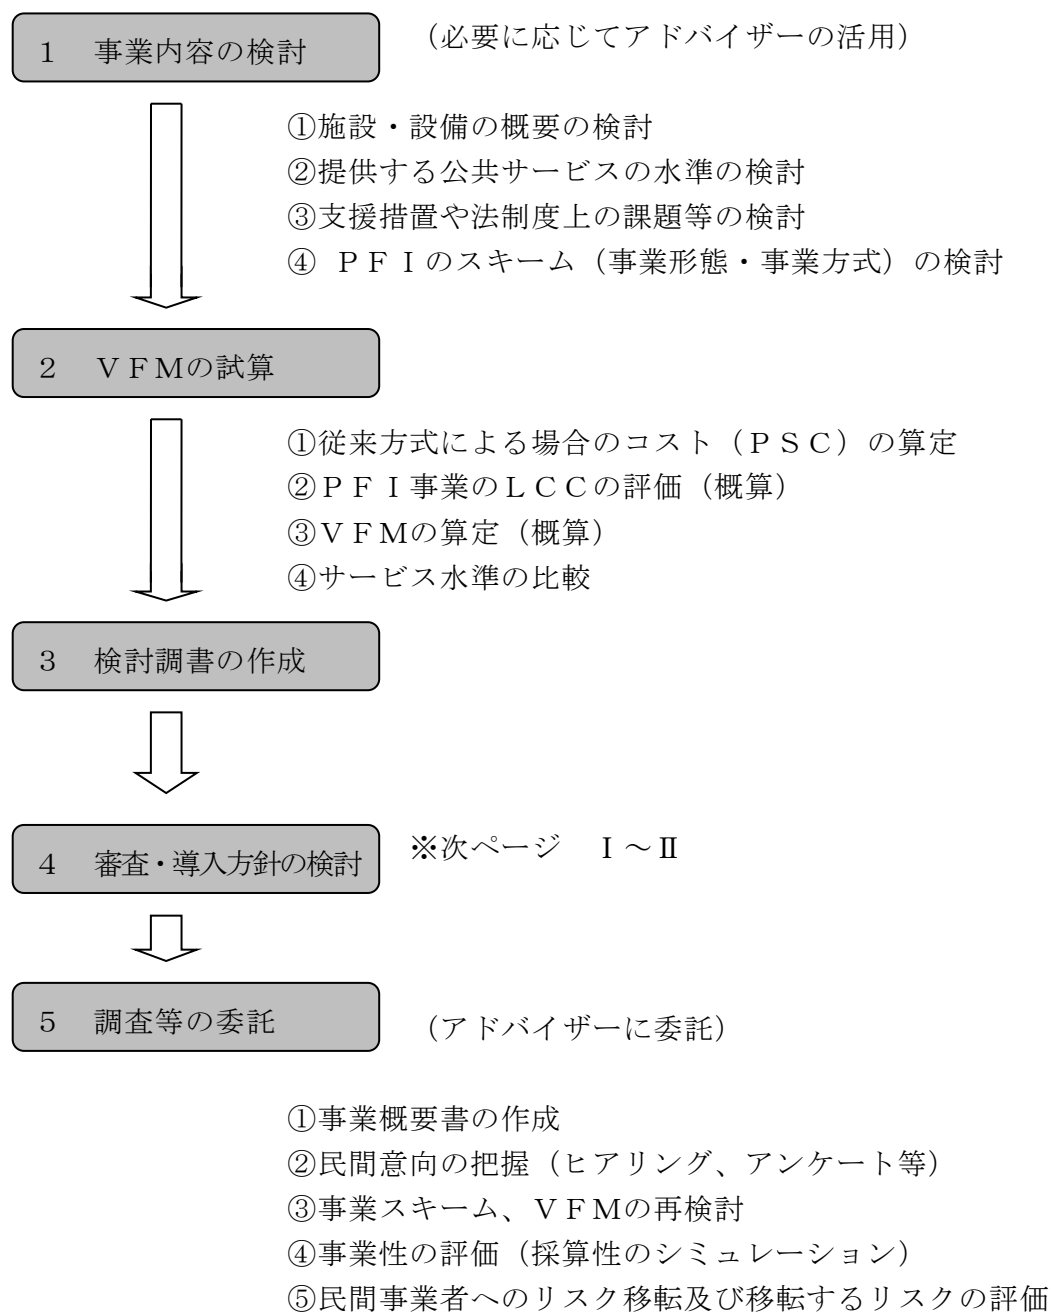 1　事業内容の検討
（必要に応じてアドバイザーの活用）
①施設・設備の概要の検討
②提供する公共サービスの水準の検討
③支援措置や法制度上の課題等の検討
④ ＰＦＩのスキーム（事業形態・事業方式）の検討
2　ＶＦＭの試算
①従来方式による場合のコスト（ＰＳＣ）の算定
②ＰＦＩ事業のＬＣＣの評価（概算）
③ＶＦＭの算定（概算）
④サービス水準の比較
3　検討調書の作成
4　審査・導入方針の検討
※次ページ　Ⅰ～Ⅱ
5　調査等の委託
（アドバイザーに委託）
①事業概要書の作成
②民間意向の把握（ヒアリング、アンケート等）
③事業スキーム、ＶＦＭの再検討
④事業性の評価（採算性のシミュレーション）
⑤民間事業者へのリスク移転及び移転するリスクの評価